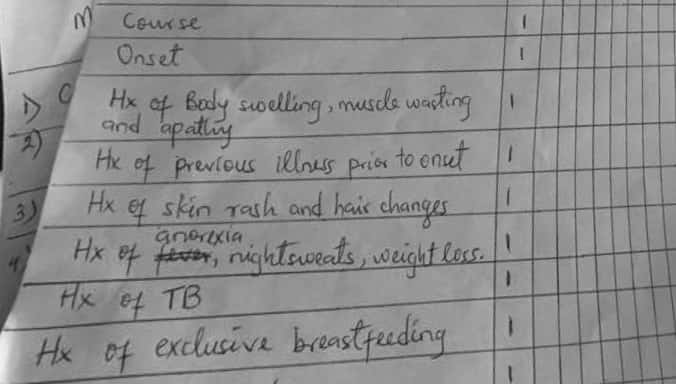 M Course 1
Onset 1
1) C Hx of Body swelling, muscle wasting 1
and apathy
2) Hx of previous illness prior to onset 1
3) Hx of skin rash and hair changes 1
anorexia
4) Hx of fever, nightsweats, weight loss. 1
Hx of TB 1
Hx of exclusive breastfeeding 1
1